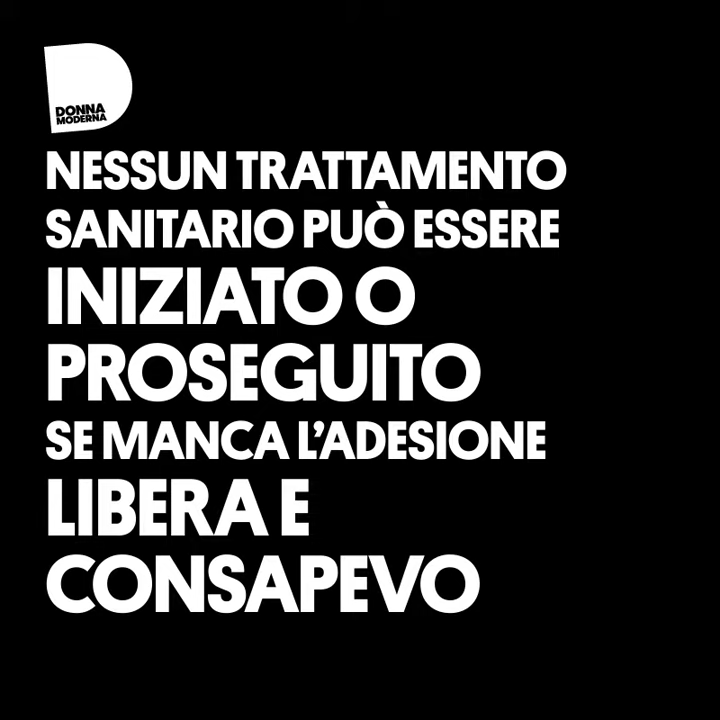 DONNA
MODERNA
NESSUN TRATTAMENTO
SANITARIO PUÒ ESSERE
INIZIATO O
PROSEGUITO
SE MANCA L’ADESIONE
LIBERA E
CONSAPEVO